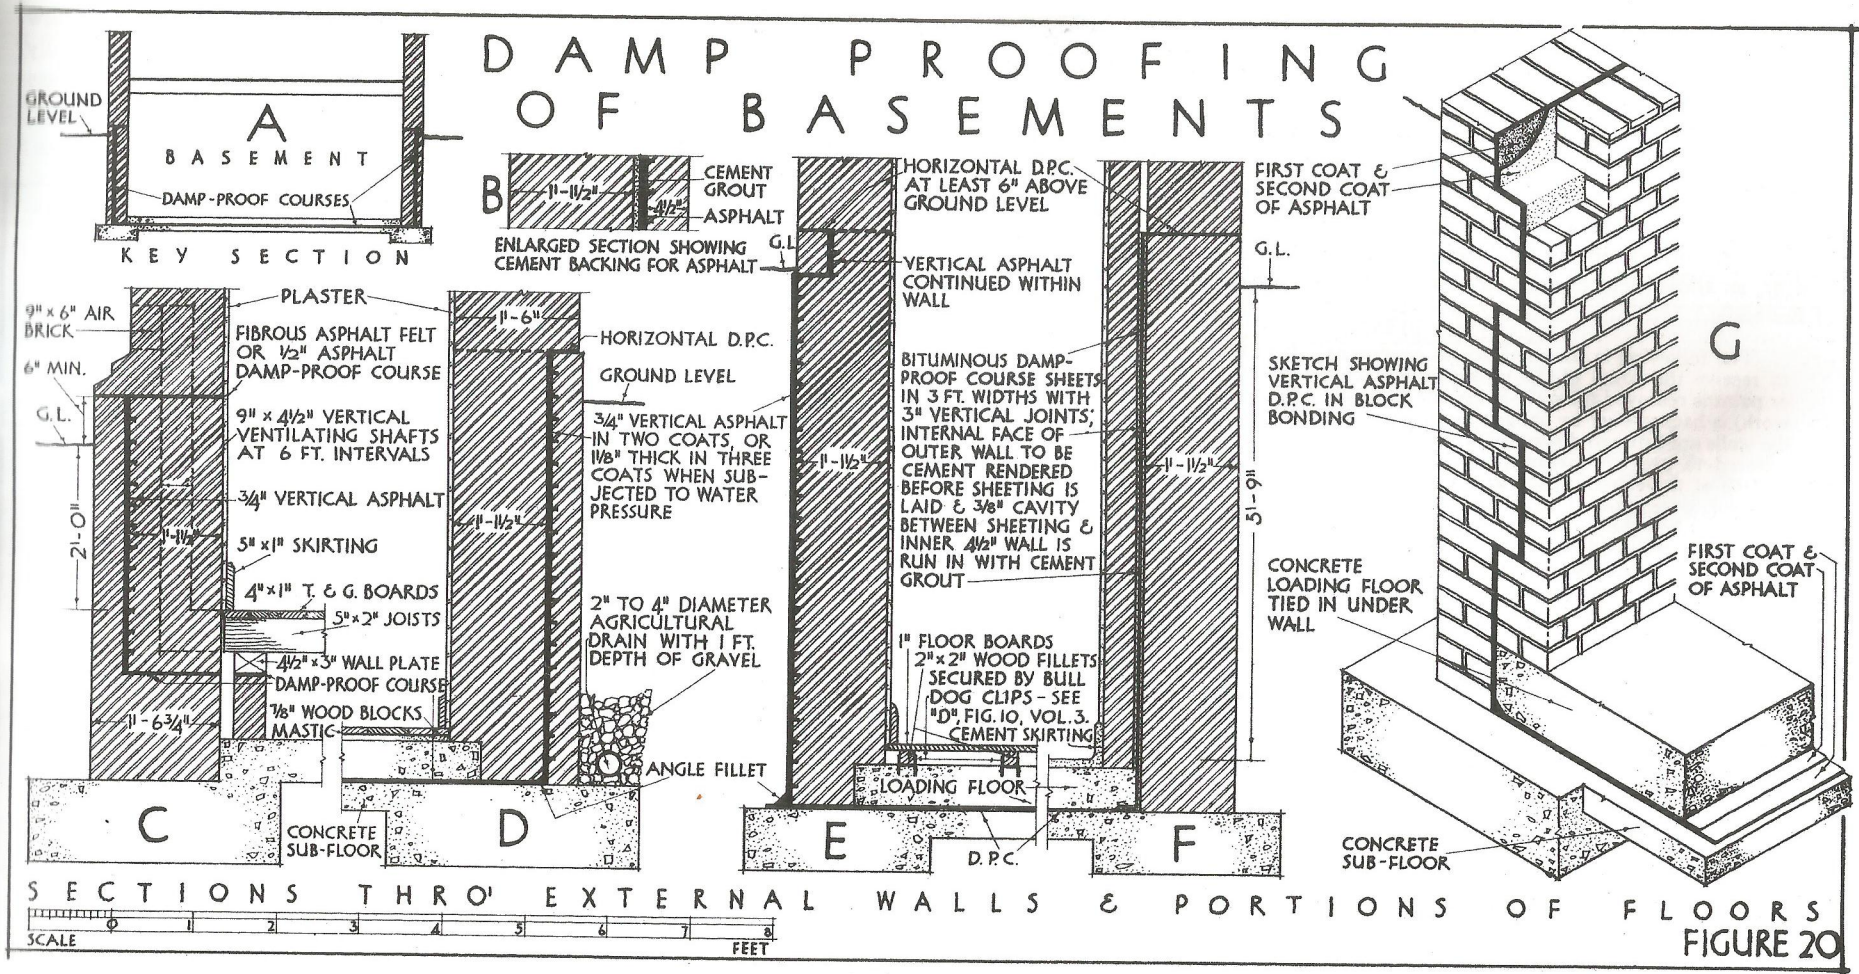 DAMP PROOFING
OF BASEMENTS
GROUND
LEVEL
A
BASEMENT
DAMP-PROOF COURSES
KEY SECTION
B
1'-1½"
4½"
CEMENT
GROUT
ASPHALT
ENLARGED SECTION SHOWING
CEMENT BACKING FOR ASPHALT
G.L.
HORIZONTAL D.P.C.
AT LEAST 6" ABOVE
GROUND LEVEL
VERTICAL ASPHALT
CONTINUED WITHIN
WALL
FIRST COAT &
SECOND COAT
OF ASPHALT
G.L.
9" x 6" AIR
BRICK
6" MIN.
G.L.
2'-0"
PLASTER
FIBROUS ASPHALT FELT
OR ½" ASPHALT
DAMP-PROOF COURSE
9" x 4½" VERTICAL
VENTILATING SHAFTS
AT 6 FT. INTERVALS
¾" VERTICAL ASPHALT
1'-1½"
5" x 1" SKIRTING
4" x 1" T. & G. BOARDS
5" x 2" JOISTS
4½" x 3" WALL PLATE
DAMP-PROOF COURSE
7/8" WOOD BLOCKS
MASTIC
1'-6¾"
C
CONCRETE
SUB-FLOOR
D
1'-6"
1'-1½"
HORIZONTAL D.P.C.
GROUND LEVEL
¾" VERTICAL ASPHALT
IN TWO COATS, OR
1⅛" THICK IN THREE
COATS WHEN SUB-
JECTED TO WATER
PRESSURE
2" TO 4" DIAMETER
AGRICULTURAL
DRAIN WITH 1 FT.
DEPTH OF GRAVEL
ANGLE FILLET
1'-1½"
BITUMINOUS DAMP-
PROOF COURSE SHEETS
IN 3 FT. WIDTHS WITH
3" VERTICAL JOINTS;
INTERNAL FACE OF
OUTER WALL TO BE
CEMENT RENDERED
BEFORE SHEETING IS
LAID & 3/8" CAVITY
BETWEEN SHEETING &
INNER 4½" WALL IS
RUN IN WITH CEMENT
GROUT
1'-1½"
5'-9"
1" FLOOR BOARDS
2" x 2" WOOD FILLETS
SECURED BY BULL
DOG CLIPS - SEE
"D", FIG. 10, VOL. 3.
CEMENT SKIRTING
LOADING FLOOR
E
D.P.C.
F
G
SKETCH SHOWING
VERTICAL ASPHALT
D.P.C. IN BLOCK
BONDING
CONCRETE
LOADING FLOOR
TIED IN UNDER
WALL
FIRST COAT &
SECOND COAT
OF ASPHALT
CONCRETE
SUB-FLOOR
SECTIONS THRO' EXTERNAL WALLS & PORTIONS OF FLOORS
0 1 2 3 4 5 6 7 8
SCALE
FEET
FIGURE 20